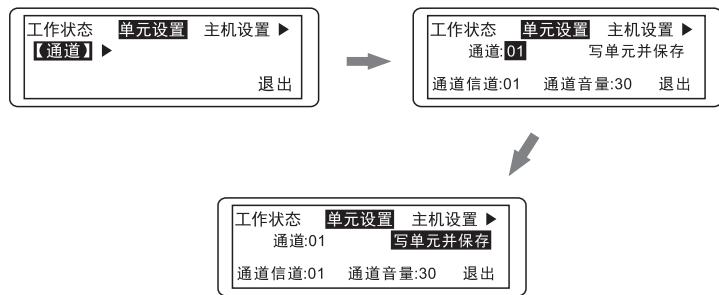 工作状态 单元设置 主机设置 ▶
【通道】 ▶
退出
工作状态 单元设置 主机设置 ▶
通道:01 写单元并保存
通道信道:01 通道音量:30 退出
工作状态 单元设置 主机设置 ▶
通道:01 写单元并保存
通道信道:01 通道音量:30 退出